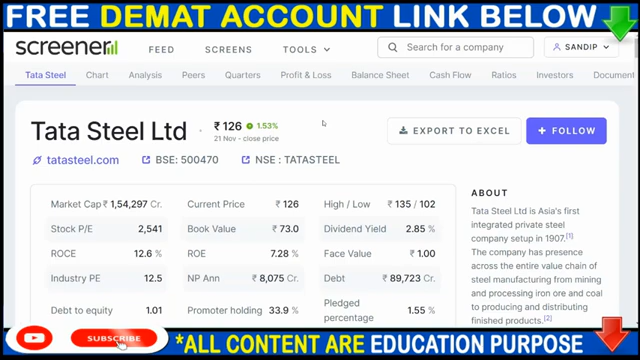 FREE DEMAT ACCOUNT LINK BELOW
screener
FEED SCREENS TOOLS
Search for a company
SANDIP
Tata Steel Chart Analysis Peers Quarters Profit & Loss Balance Sheet Cash Flow Ratios Investors Document
Tata Steel Ltd
₹ 126 1.53%
21 Nov - close price
EXPORT TO EXCEL
+ FOLLOW
tatasteel.com BSE: 500470 NSE : TATASTEEL
Market Cap ₹ 1,54,297 Cr. Current Price ₹ 126 High / Low ₹ 135 / 102
Stock P/E 2,541 Book Value ₹ 73.0 Dividend Yield 2.85 %
ROCE 12.6 % ROE 7.28 % Face Value ₹ 1.00
Industry PE 12.5 NP Ann ₹ 8,075 Cr. Debt ₹ 89,723 Cr.
Debt to equity 1.01 Promoter holding 33.9 % Pledged percentage 1.55 %
ABOUT
Tata Steel Ltd is Asia's first
integrated private steel
company setup in 1907.[1]
The company has presence
across the entire value chain of
steel manufacturing from mining
and processing iron ore and coal
to producing and distributing
finished products.[2]
SUBSCRIBE
*ALL CONTENT ARE EDUCATION PURPOSE